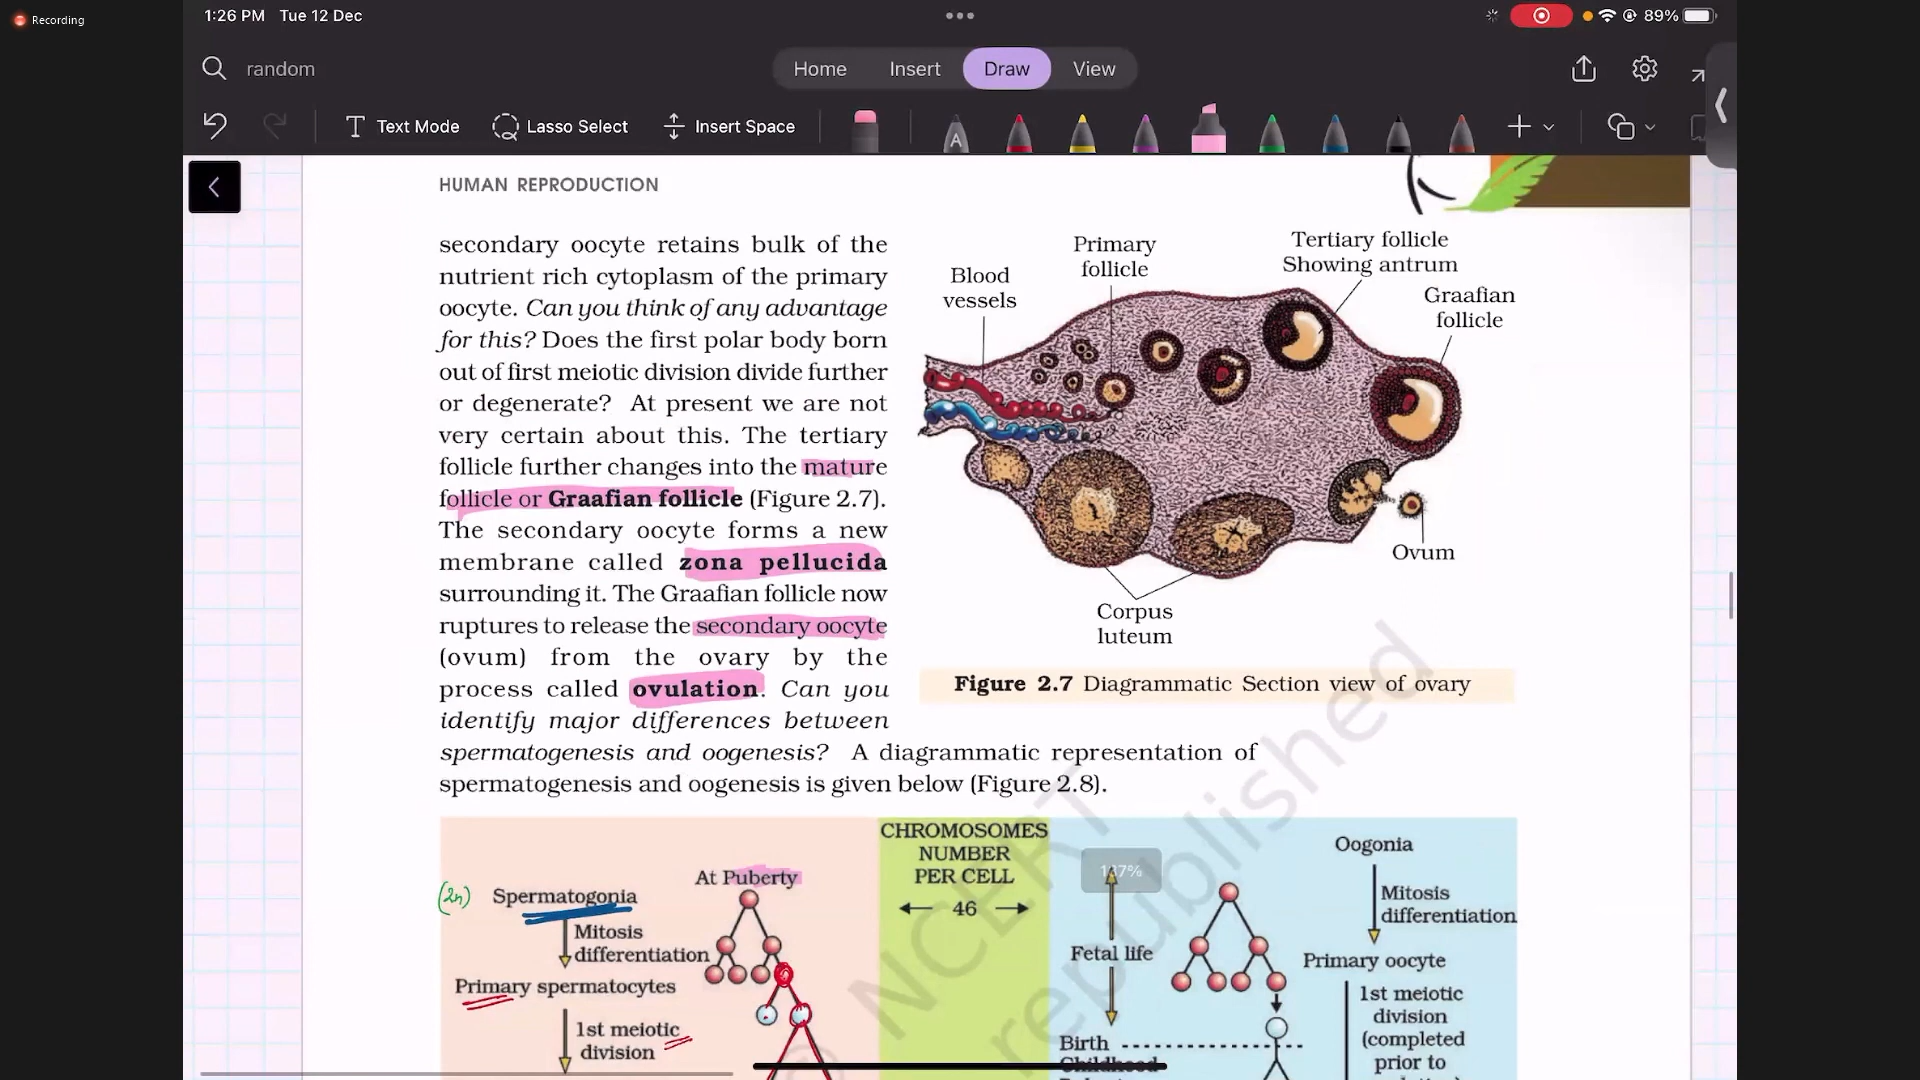 Recording
1:26 PM Tue 12 Dec
89%
random
Home Insert Draw View
Text Mode Lasso Select Insert Space
A
HUMAN REPRODUCTION
secondary oocyte retains bulk of the
nutrient rich cytoplasm of the primary
oocyte. Can you think of any advantage
for this? Does the first polar body born
out of first meiotic division divide further
or degenerate? At present we are not
very certain about this. The tertiary
follicle further changes into the mature
follicle or Graafian follicle (Figure 2.7).
The secondary oocyte forms a new
membrane called zona pellucida
surrounding it. The Graafian follicle now
ruptures to release the secondary oocyte
(ovum) from the ovary by the
process called ovulation. Can you
identify major differences between
spermatogenesis and oogenesis? A diagrammatic representation of
spermatogenesis and oogenesis is given below (Figure 2.8).
Blood
vessels
Primary
follicle
Tertiary follicle
Showing antrum
Graafian
follicle
Ovum
Corpus
luteum
Figure 2.7 Diagrammatic Section view of ovary
(2n)
Spermatogonia
Mitosis
differentiation
Primary spermatocytes
1st meiotic
division
At Puberty
CHROMOSOMES
NUMBER
PER CELL
46
Fetal life
Birth
Childhood
Oogonia
Mitosis
differentiation
Primary oocyte
1st meiotic
division
(completed
prior to
© NCERT
republished